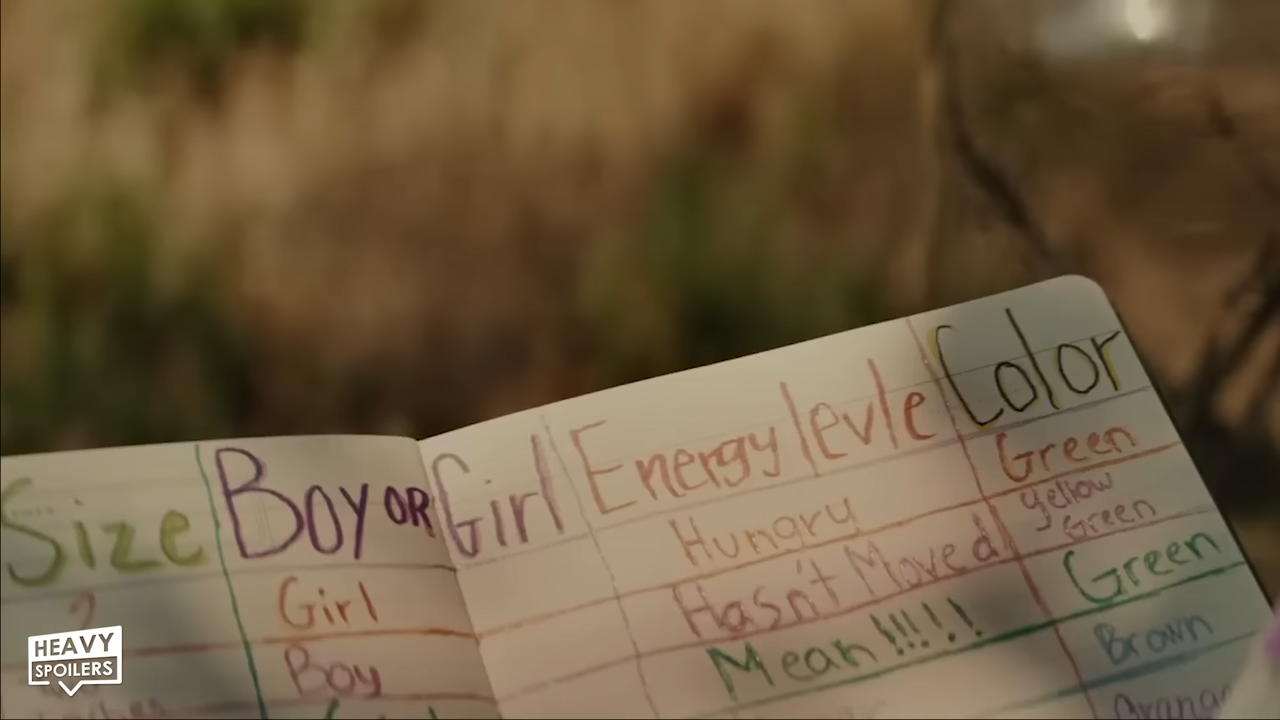 Size Boy OR Girl Energy levle Color
? Girl Hungry Green
Boy Hasn't Moved Yellow Green
Mean!!!!! Green
Brown
HEAVY
SPOILERS